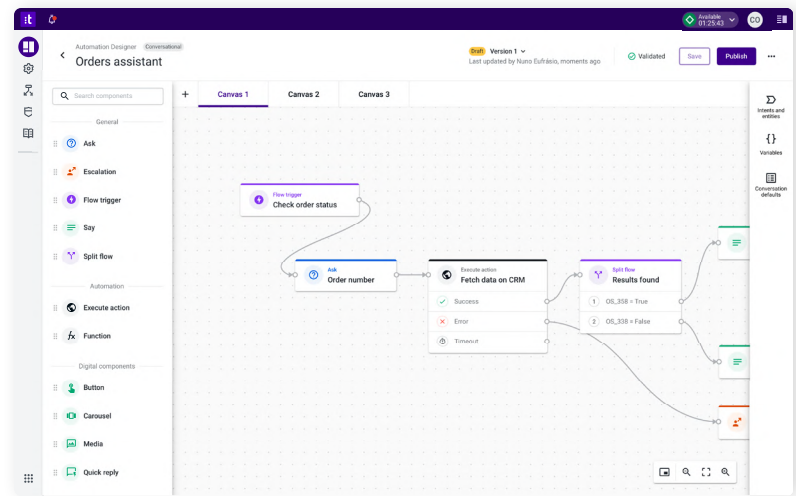 :t
Available
01:25:43
CO
Automation Designer Conversational
Orders assistant
Draft Version 1
Last updated by Nuno Eufrásio, moments ago
Validated
Save
Publish
Search components
Canvas 1
Canvas 2
Canvas 3
General
Ask
Escalation
Flow trigger
Say
Split flow
Automation
Execute action
fx Function
Digital components
Button
Carousel
Media
Quick reply
Flow trigger
Check order status
Ask
Order number
Execute action
Fetch data on CRM
Success
Error
Timeout
Split flow
Results found
1 OS_358 = True
2 OS_338 = False
Intents and
entities
{}
Variables
Conversation
defaults